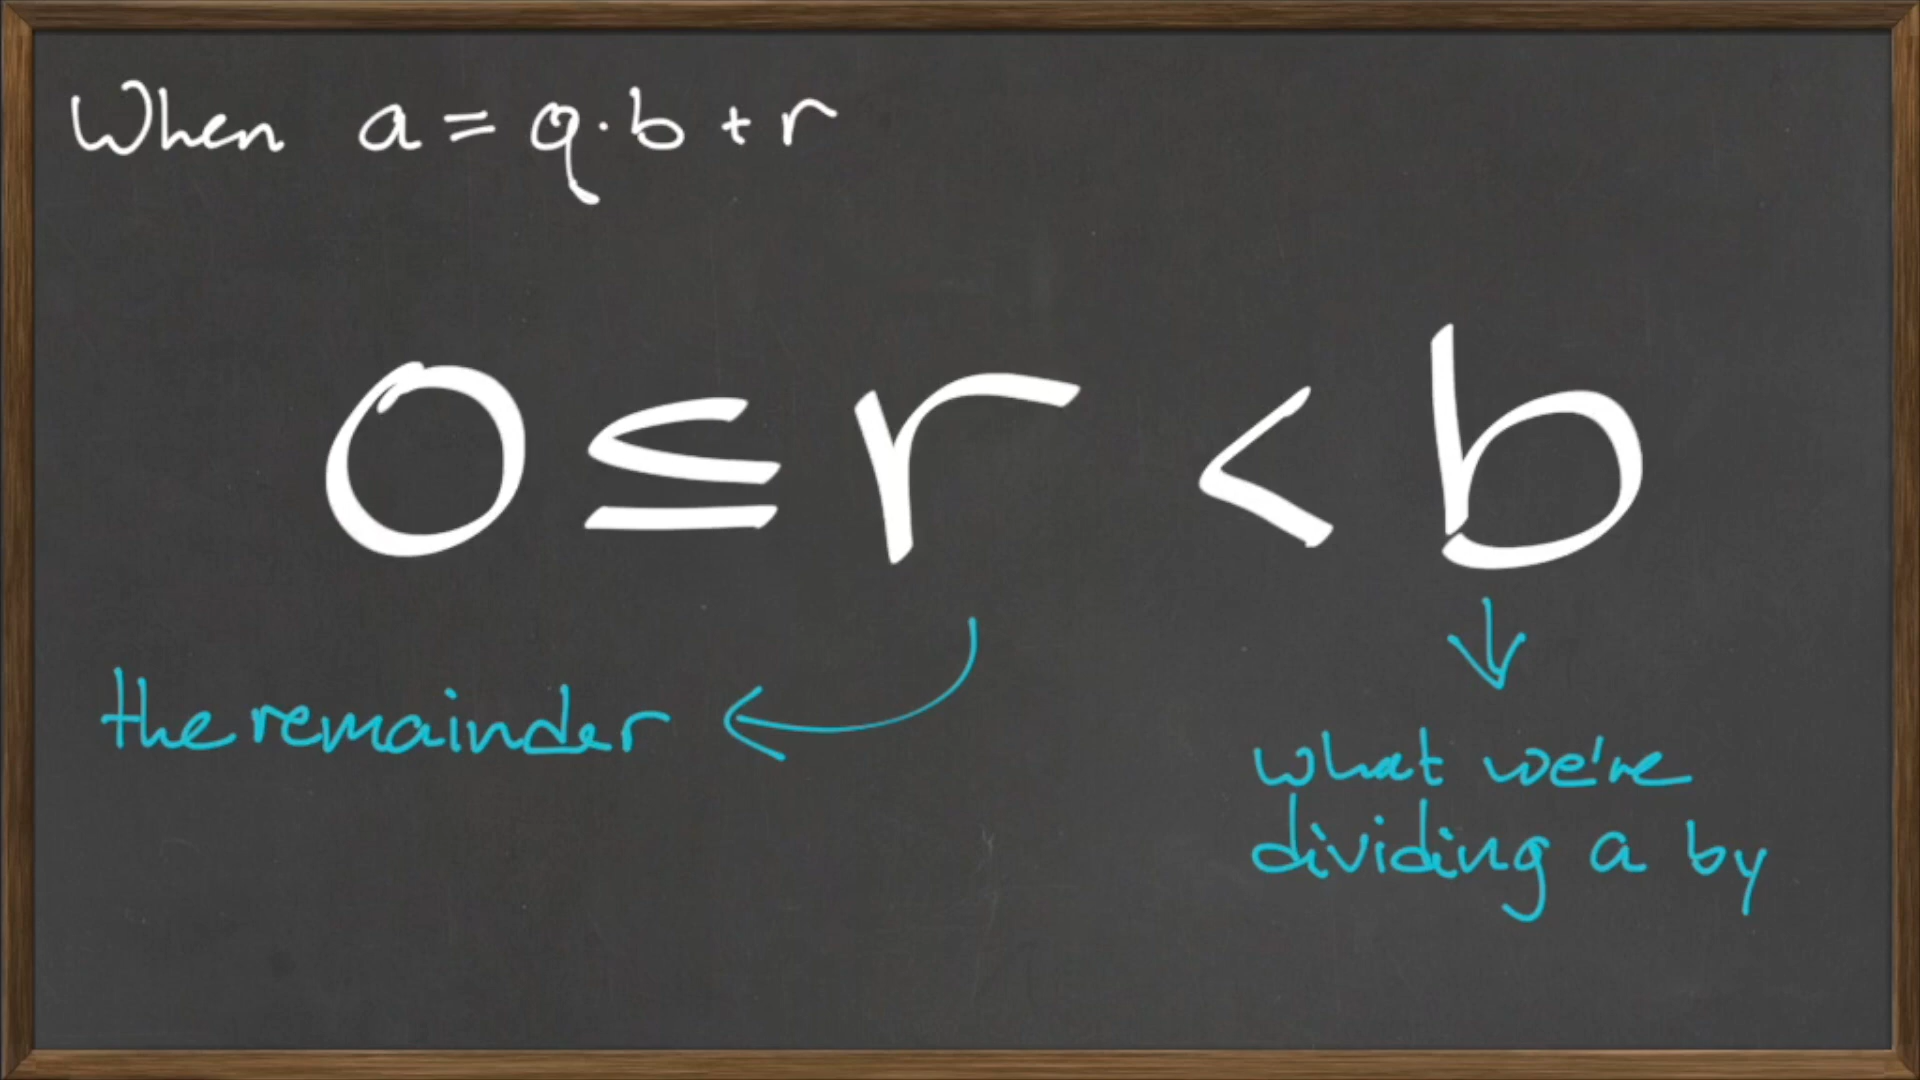 When a = q · b + r
0 ≤ r < b
the remainder
what we're
dividing a by